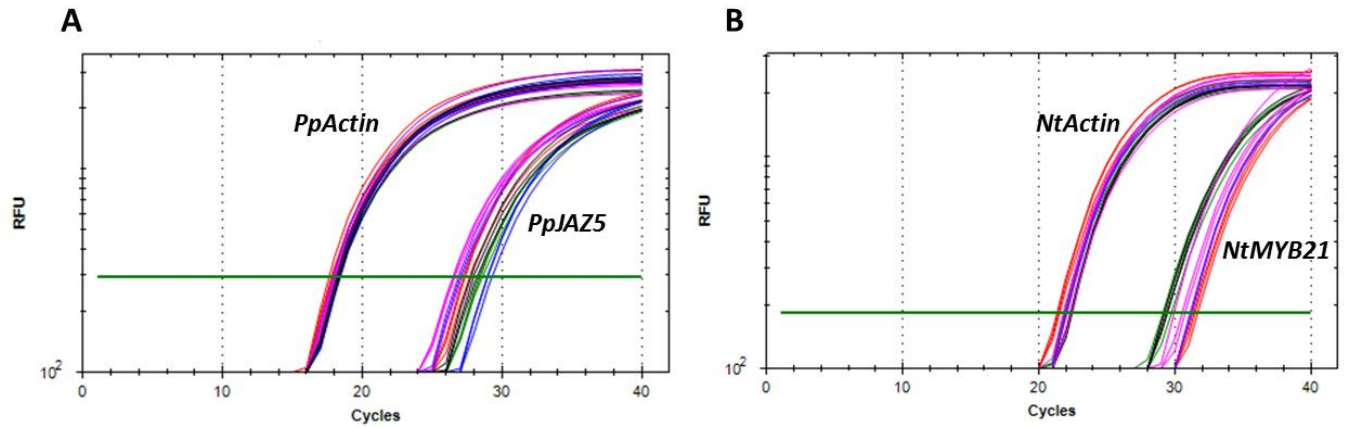 A
PpActin
PpJAZ5
RFU
10²
0 10 20 30 40
Cycles
B
NtActin
NtMYB21
RFU
10²
0 10 20 30 40
Cycles